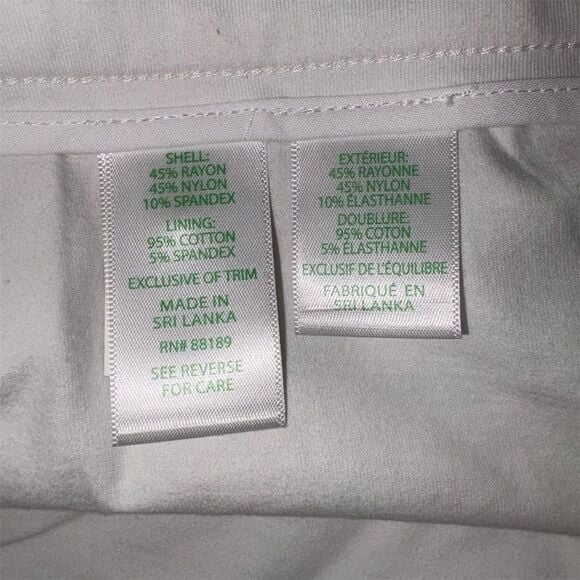 SHELL:
45% RAYON
45% NYLON
10% SPANDEX
LINING:
95% COTTON
5% SPANDEX
EXCLUSIVE OF TRIM
MADE IN
SRI LANKA
RN# 88189
SEE REVERSE
FOR CARE
EXTÉRIEUR:
45% RAYONNE
45% NYLON
10% ÉLASTHANNE
DOUBLURE:
95% COTON
5% ÉLASTHANNE
EXCLUSIF DE L'ÉQUILIBRE
FABRIQUÉ EN
SRI LANKA